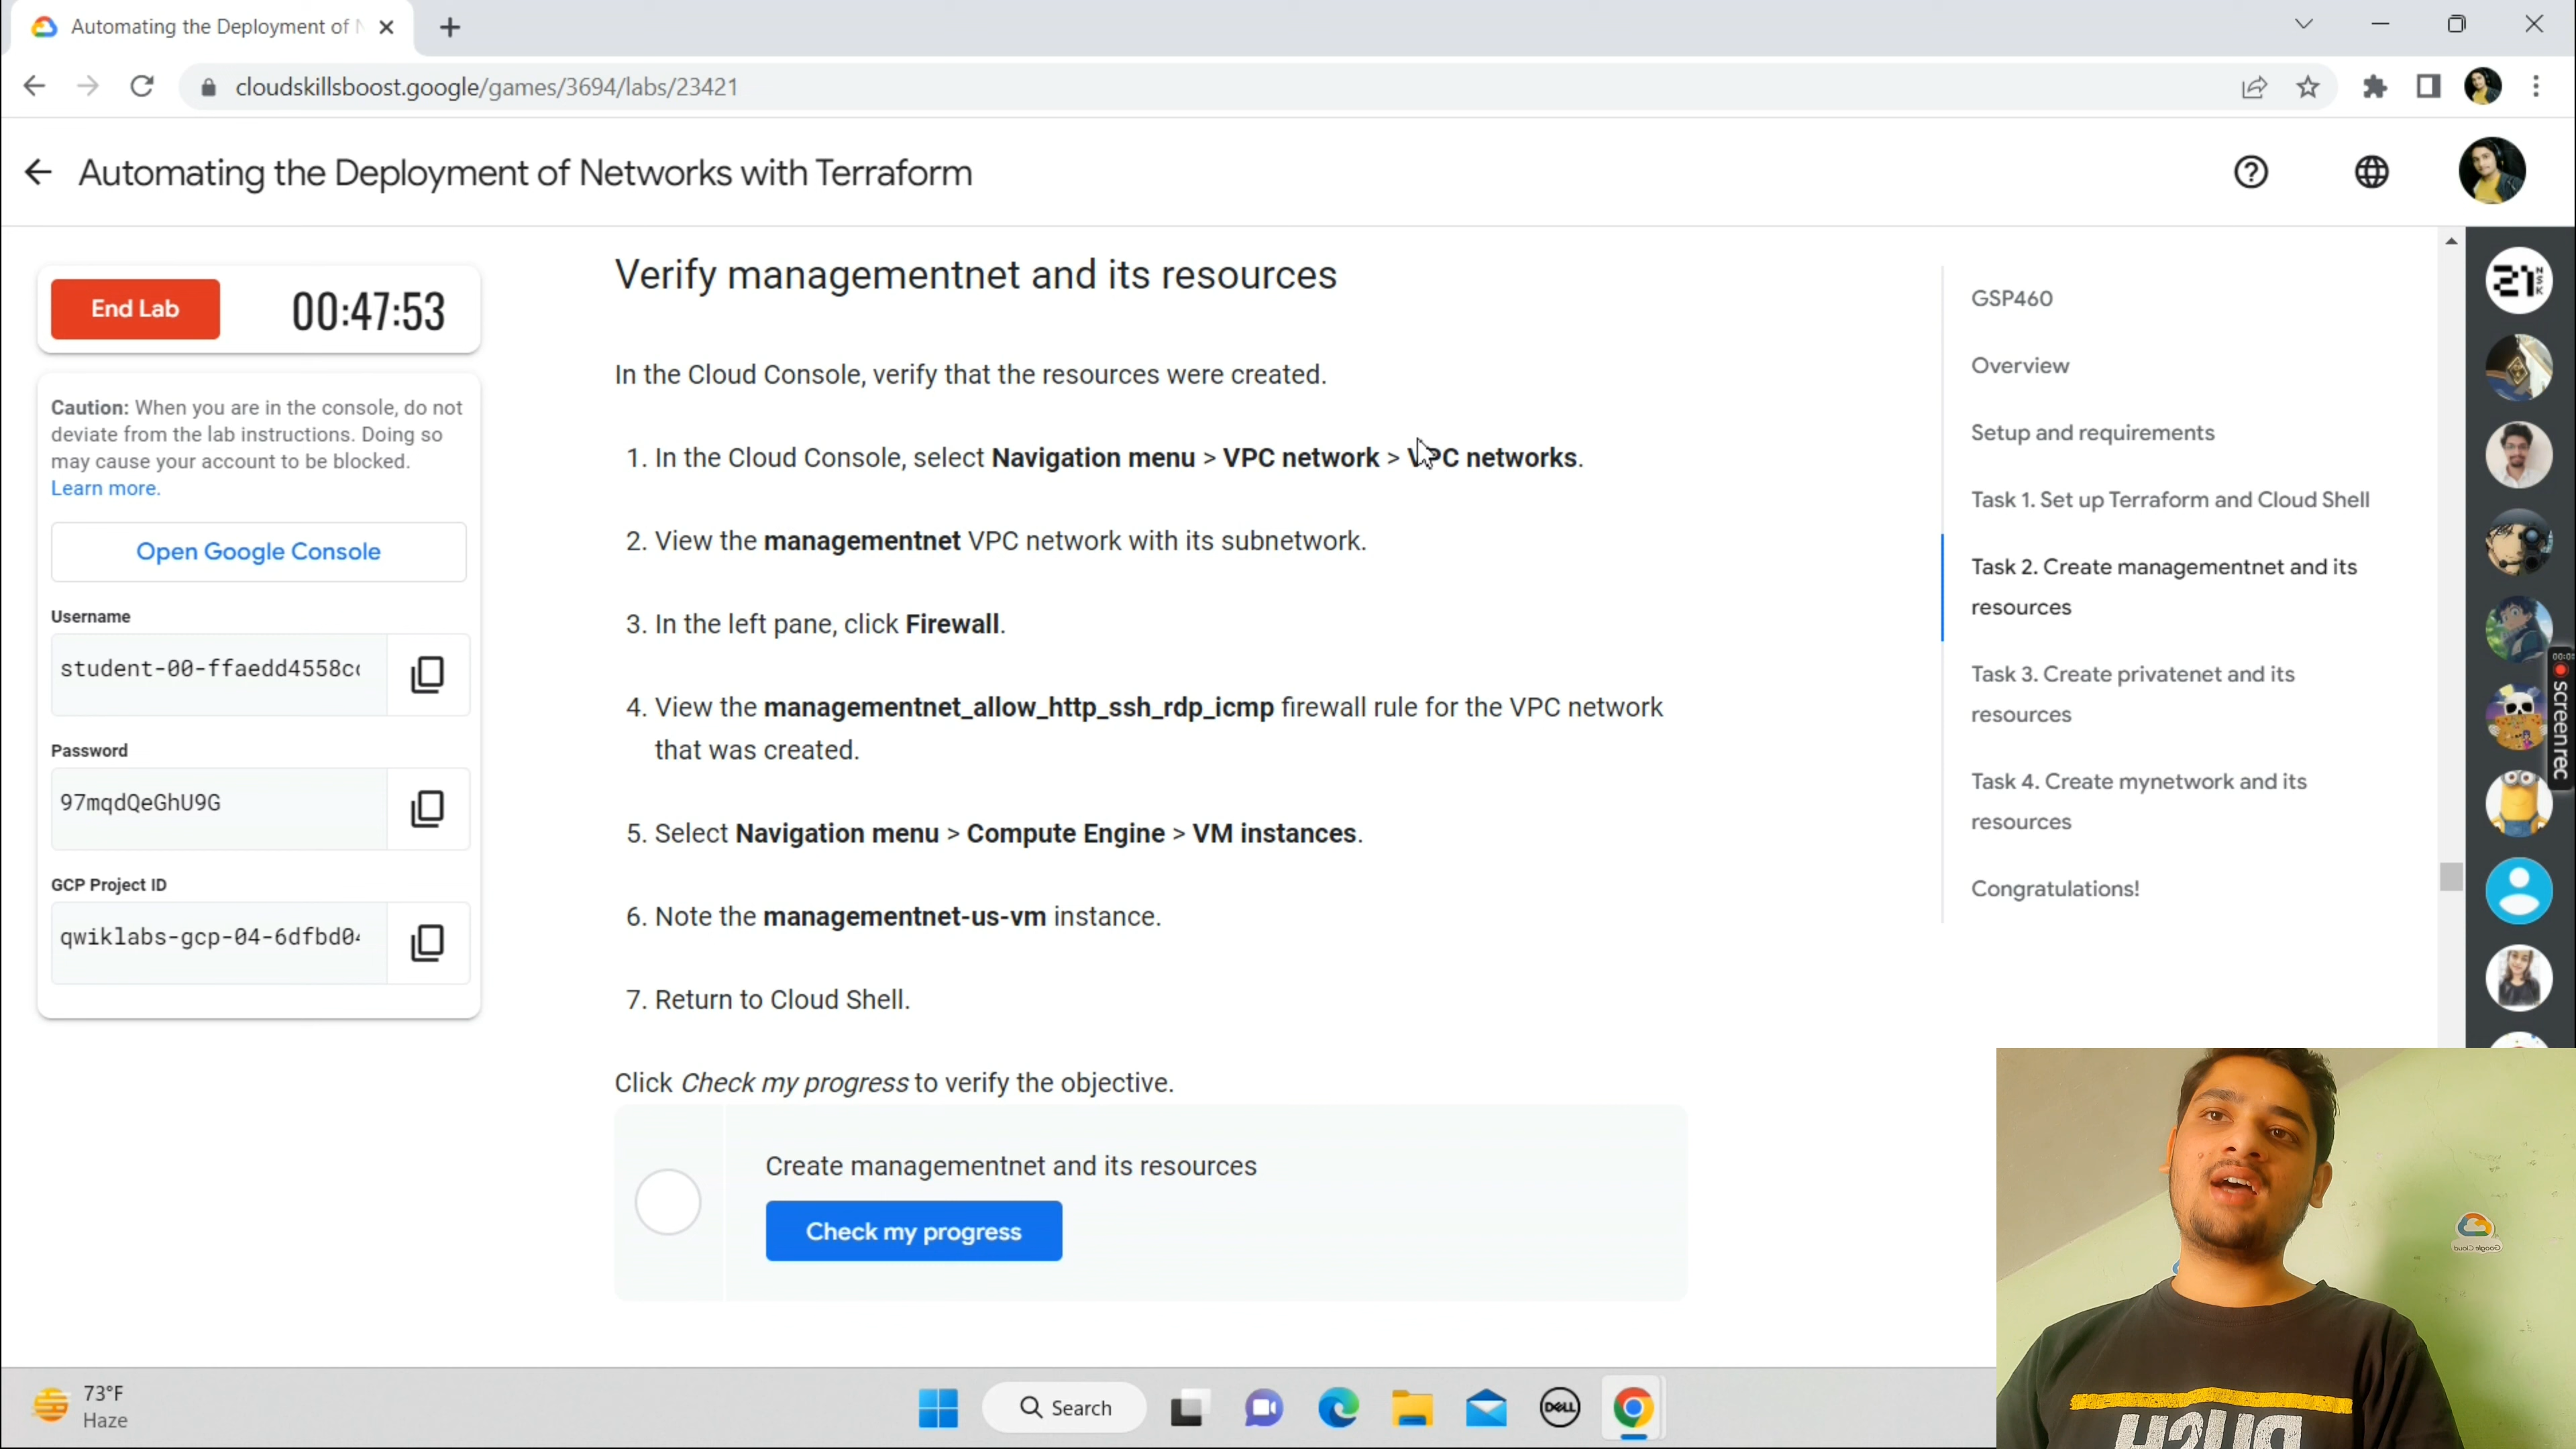 Automating the Deployment of N
cloudskillsboost.google/games/3694/labs/23421
Automating the Deployment of Networks with Terraform
End Lab
00:47:53
Caution: When you are in the console, do not
deviate from the lab instructions. Doing so
may cause your account to be blocked.
Learn more.
Open Google Console
Username
student-00-ffaedd4558c
Password
97mqdQeGhU9G
GCP Project ID
qwiklabs-gcp-04-6dfbd04
Verify managementnet and its resources
In the Cloud Console, verify that the resources were created.
1. In the Cloud Console, select Navigation menu > VPC network > VPC networks.
2. View the managementnet VPC network with its subnetwork.
3. In the left pane, click Firewall.
4. View the managementnet_allow_http_ssh_rdp_icmp firewall rule for the VPC network
that was created.
5. Select Navigation menu > Compute Engine > VM instances.
6. Note the managementnet-us-vm instance.
7. Return to Cloud Shell.
Click Check my progress to verify the objective.
Create managementnet and its resources
Check my progress
GSP460
Overview
Setup and requirements
Task 1. Set up Terraform and Cloud Shell
Task 2. Create managementnet and its
resources
Task 3. Create privatenet and its
resources
Task 4. Create mynetwork and its
resources
Congratulations!
21
NSK
screenrec
Google Cloud
PUSH
73°F
Haze
Search
DELL